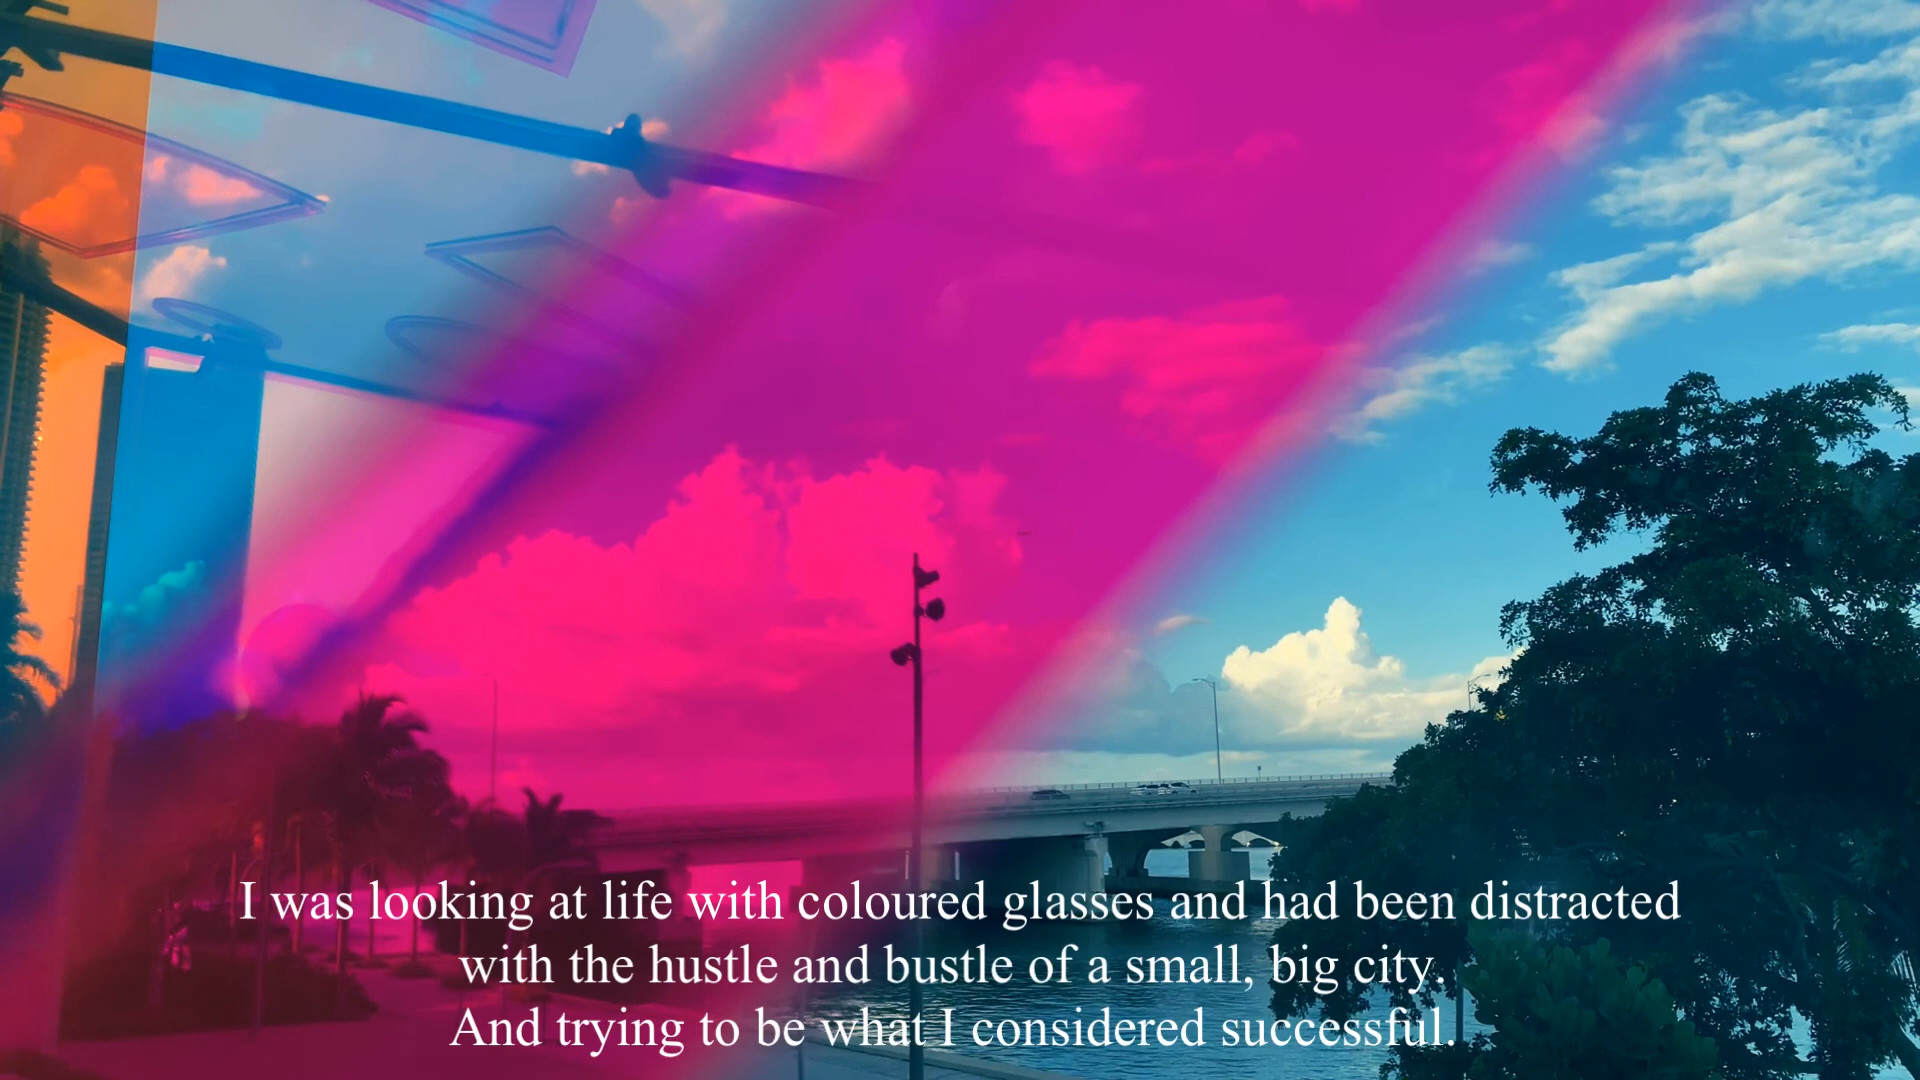 I was looking at life with coloured glasses and had been distracted
with the hustle and bustle of a small, big city.
And trying to be what I considered successful.